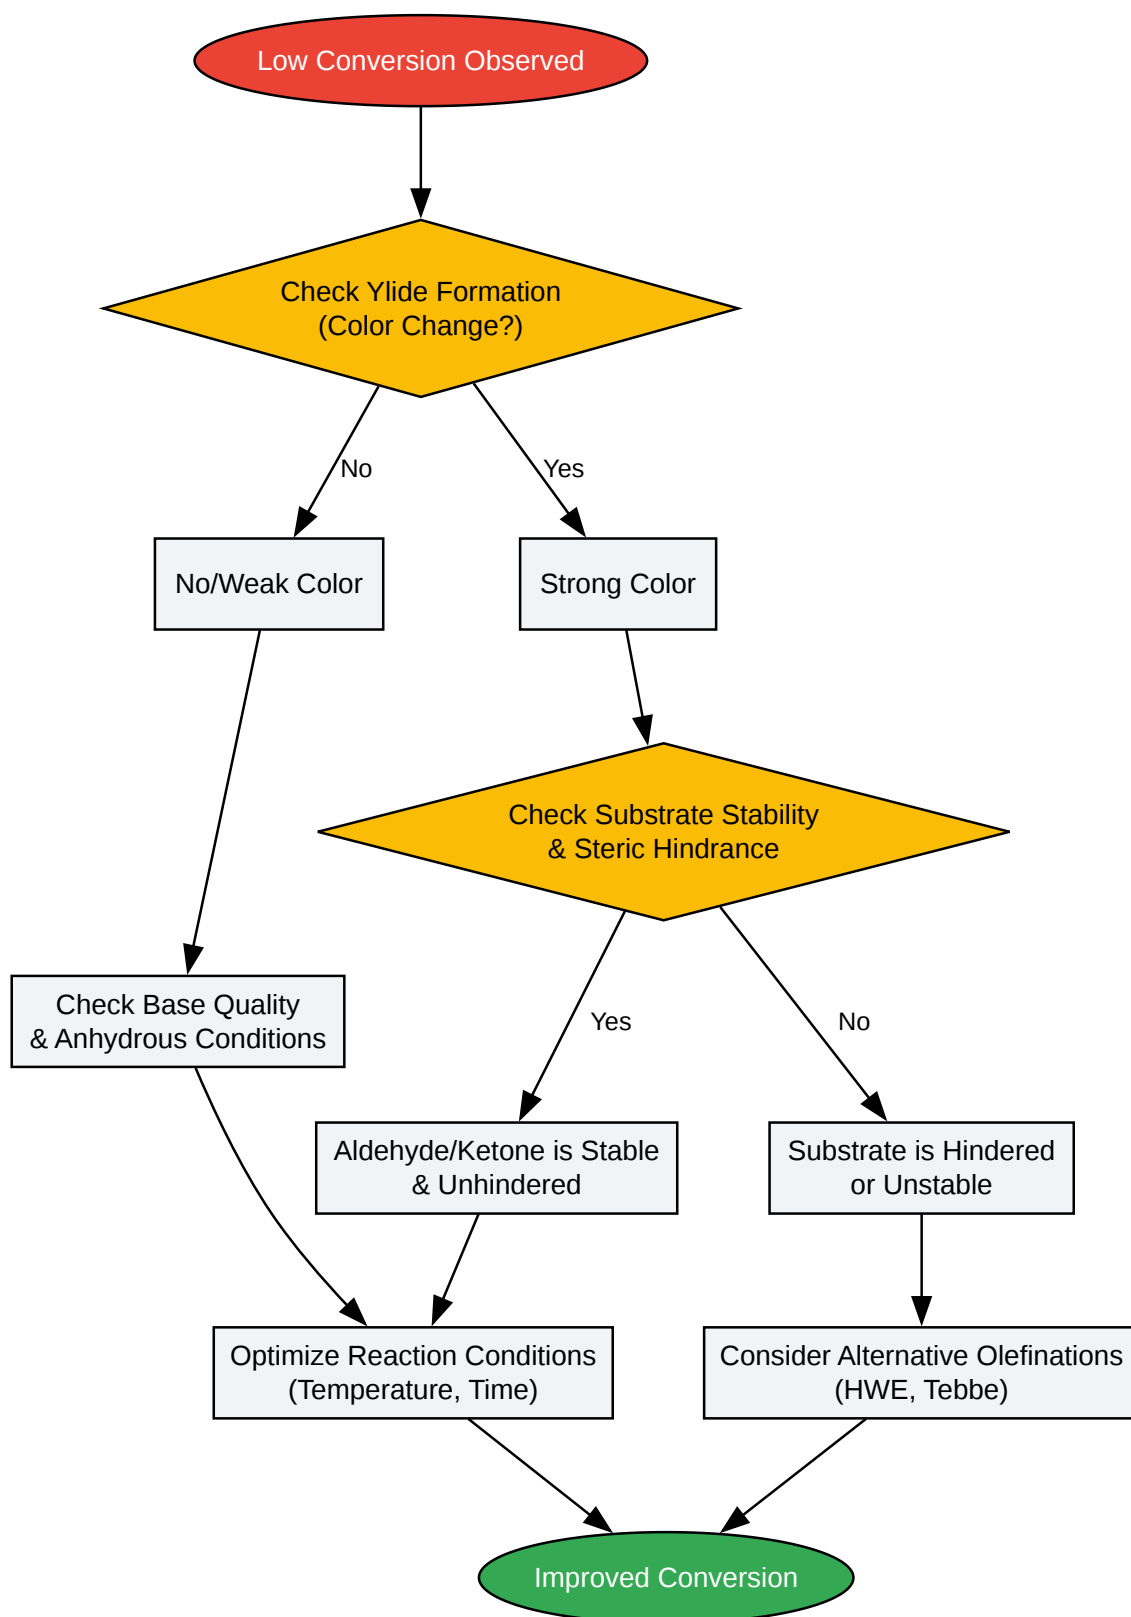 Low Conversion Observed
Check Ylide Formation
(Color Change?)
No
Yes
No/Weak Color
Strong Color
Check Substrate Stability
& Steric Hindrance
Check Base Quality
& Anhydrous Conditions
Yes
No
Aldehyde/Ketone is Stable
& Unhindered
Substrate is Hindered
or Unstable
Optimize Reaction Conditions
(Temperature, Time)
Consider Alternative Olefinations
(HWE, Tebbe)
Improved Conversion